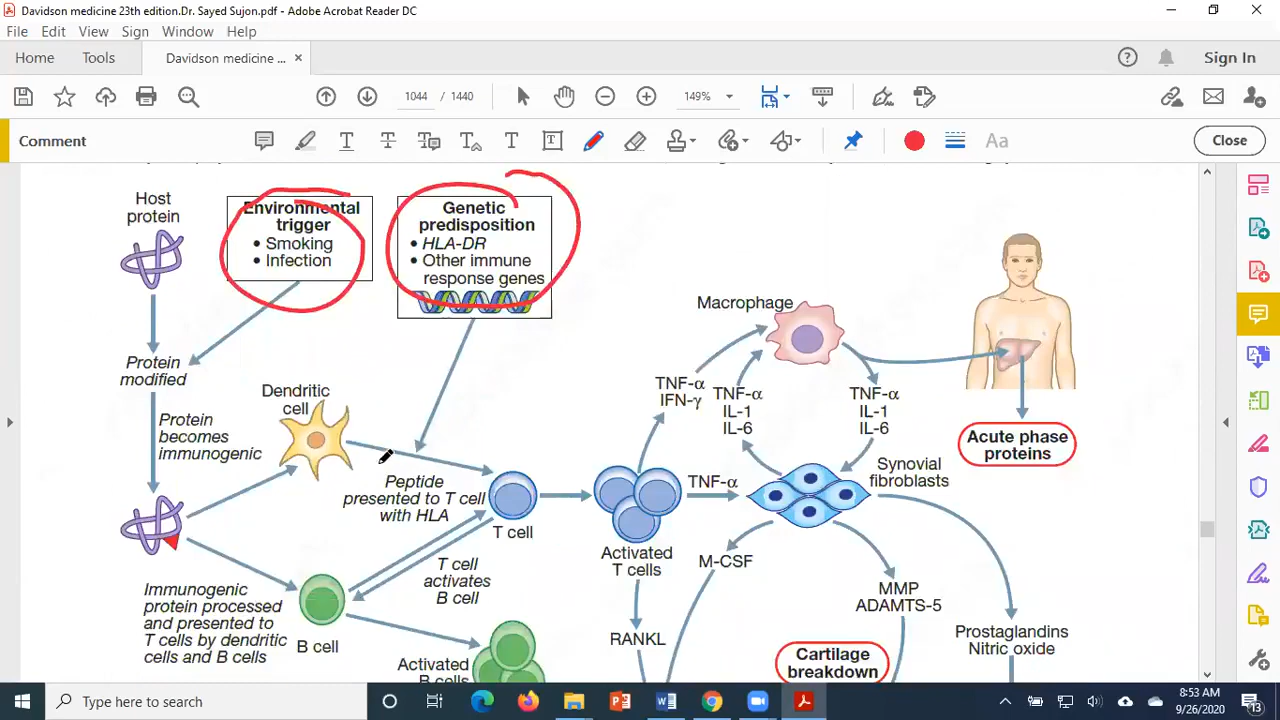 Davidson medicine 23th edition.Dr. Sayed Sujon.pdf - Adobe Acrobat Reader DC
File Edit View Sign Window Help
Home Tools Davidson medicine ... ×
Sign In
1044 / 1440 149%
Comment
Close
Host
protein
Environmental
trigger
• Smoking
• Infection
Genetic
predisposition
• HLA-DR
• Other immune
response genes
Protein
modified
Protein
becomes
immunogenic
Dendritic
cell
Peptide
presented to T cell
with HLA
T cell
T cell
activates
B cell
Immunogenic
protein processed
and presented to
T cells by dendritic
cells and B cells
B cell
Activated
B cells
Activated
T cells
RANKL
TNF-α
IFN-γ
TNF-α
Macrophage
TNF-α
IL-1
IL-6
TNF-α
IL-1
IL-6
Synovial
fibroblasts
M-CSF
MMP
ADAMTS-5
Cartilage
breakdown
Prostaglandins
Nitric oxide
Acute phase
proteins
Type here to search
8:53 AM
9/26/2020
13